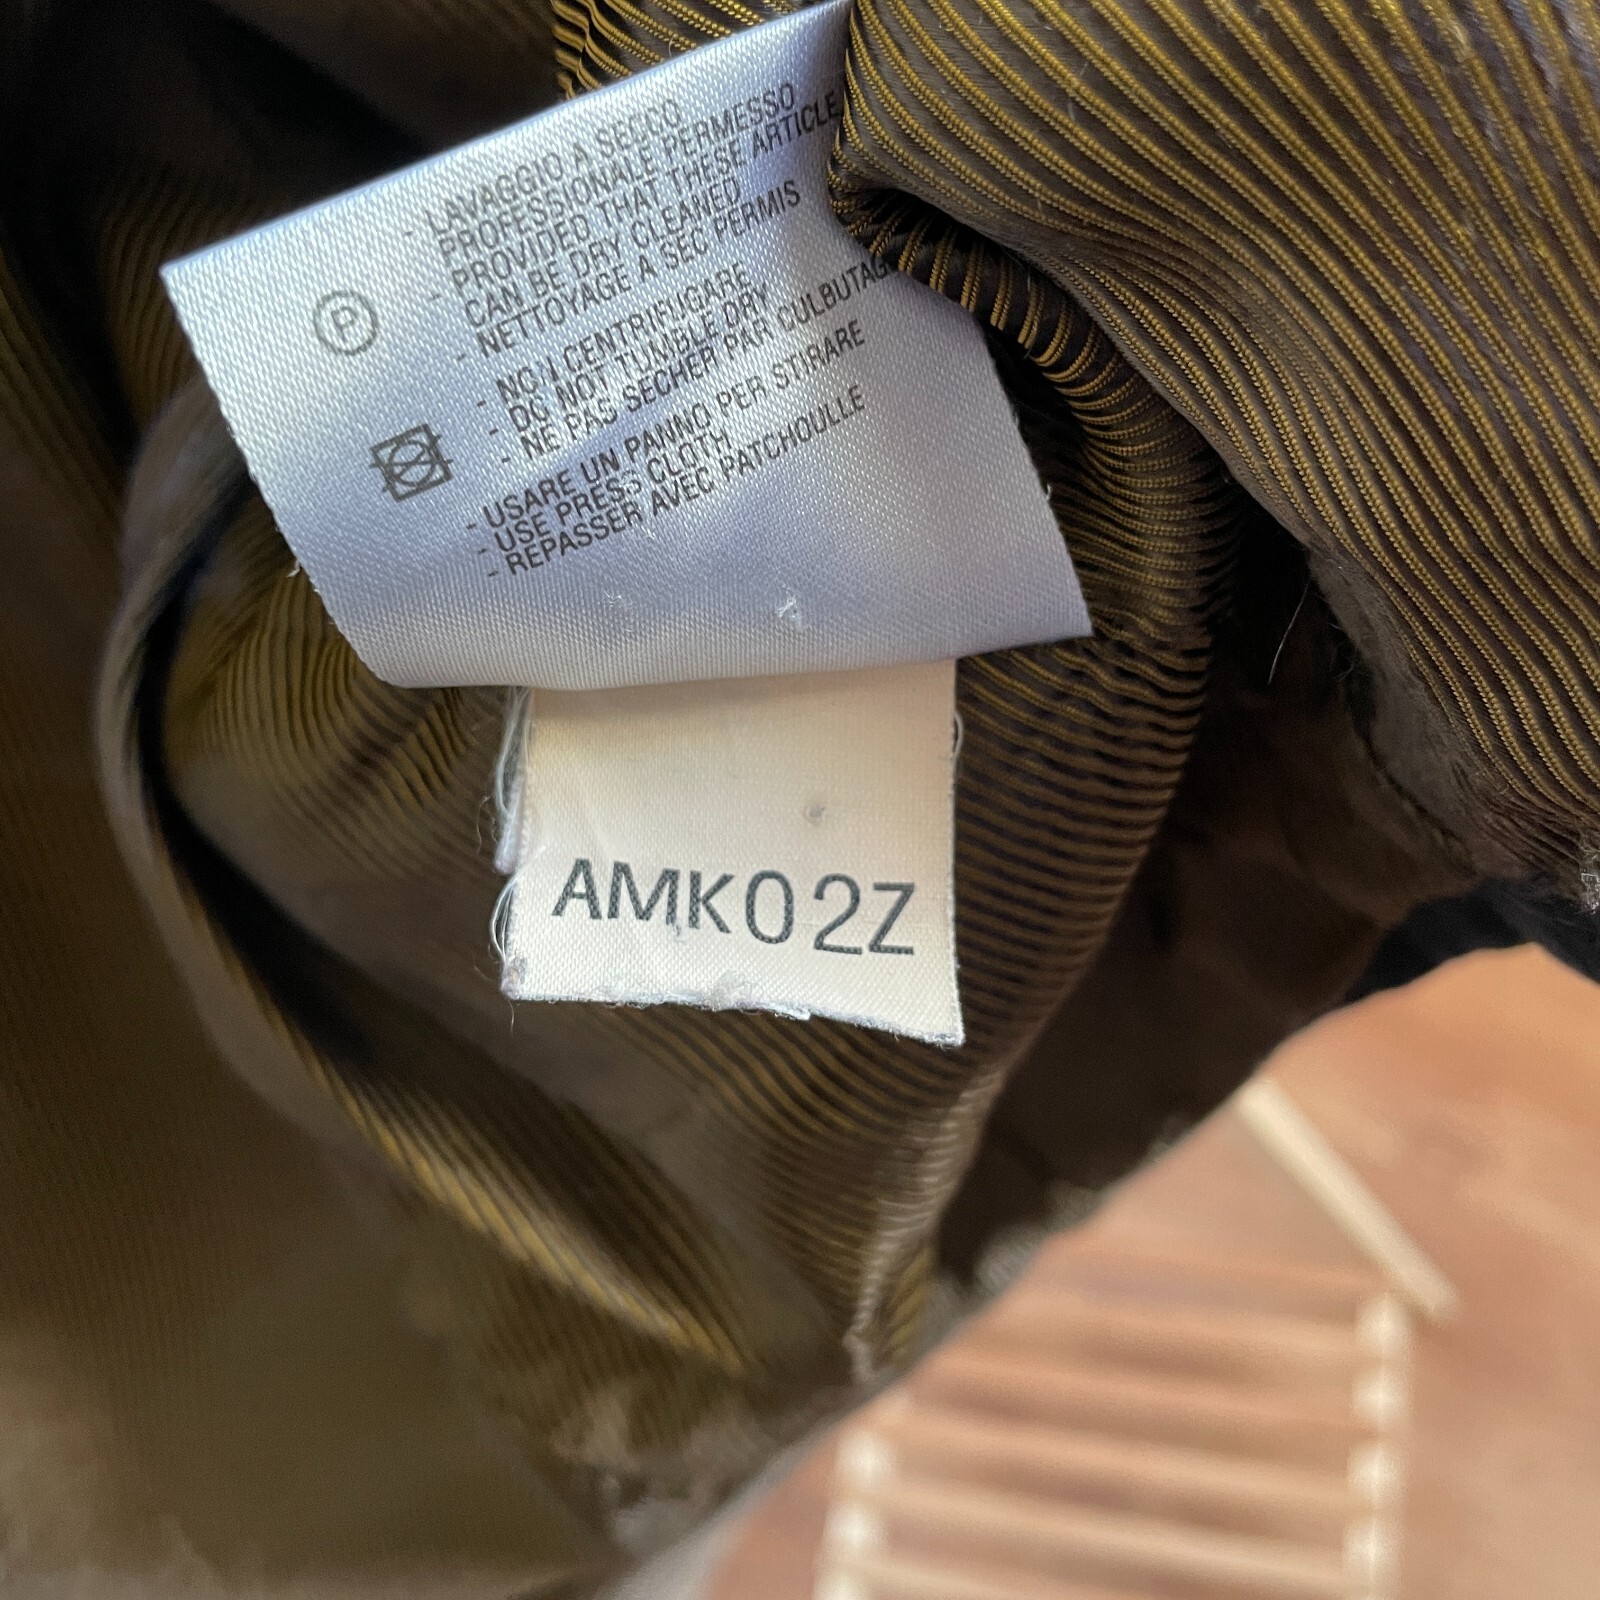 - LAVAGGIO A SECCO
PROFESSIONALE PERMESSO
- PROVIDED THAT THESE ARTICLE
CAN BE DRY CLEANED
- NETTOYAGE A SEC PERMIS
P
- NON CENTRIFUGARE
- DO NOT TUMBLE DRY
- NE PAS SECHER PAR CULBUTAG
- USARE UN PANNO PER STIRARE
- USE PRESS CLOTH
- REPASSER AVEC PATCHOULLE
AMK02Z